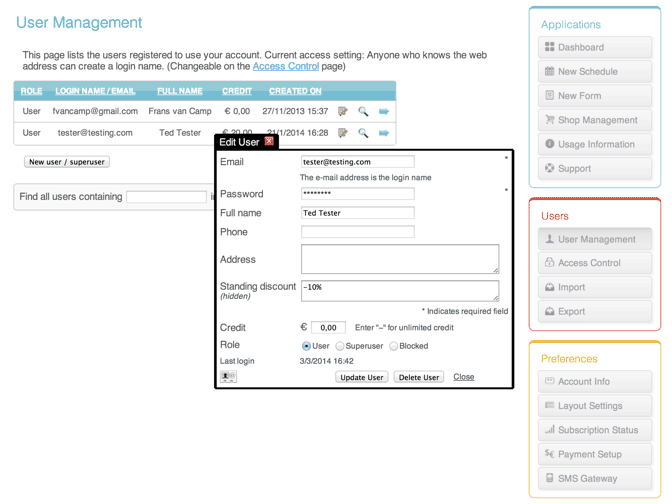 User Management
This page lists the users registered to use your account. Current access setting: Anyone who knows the web
address can create a login name. (Changeable on the Access Control page)
ROLE LOGIN NAME / EMAIL FULL NAME CREDIT CREATED ON
User fvancamp@gmail.com Frans van Camp € 0,00 27/11/2013 15:37
User tester@testing.com Ted Tester € 20,00 21/1/2014 16:28
New user / superuser
Find all users containing
Edit User
Email tester@testing.com *
The e-mail address is the login name
Password ******** *
Full name Ted Tester
Phone
Address
Standing discount -10%
(hidden)
* Indicates required field
Credit € 0,00 Enter "-" for unlimited credit
Role User Superuser Blocked
Last login 3/3/2014 16:42
Update User Delete User Close
Applications
Dashboard
New Schedule
New Form
Shop Management
Usage Information
Support
Users
User Management
Access Control
Import
Export
Preferences
Account Info
Layout Settings
Subscription Status
Payment Setup
SMS Gateway